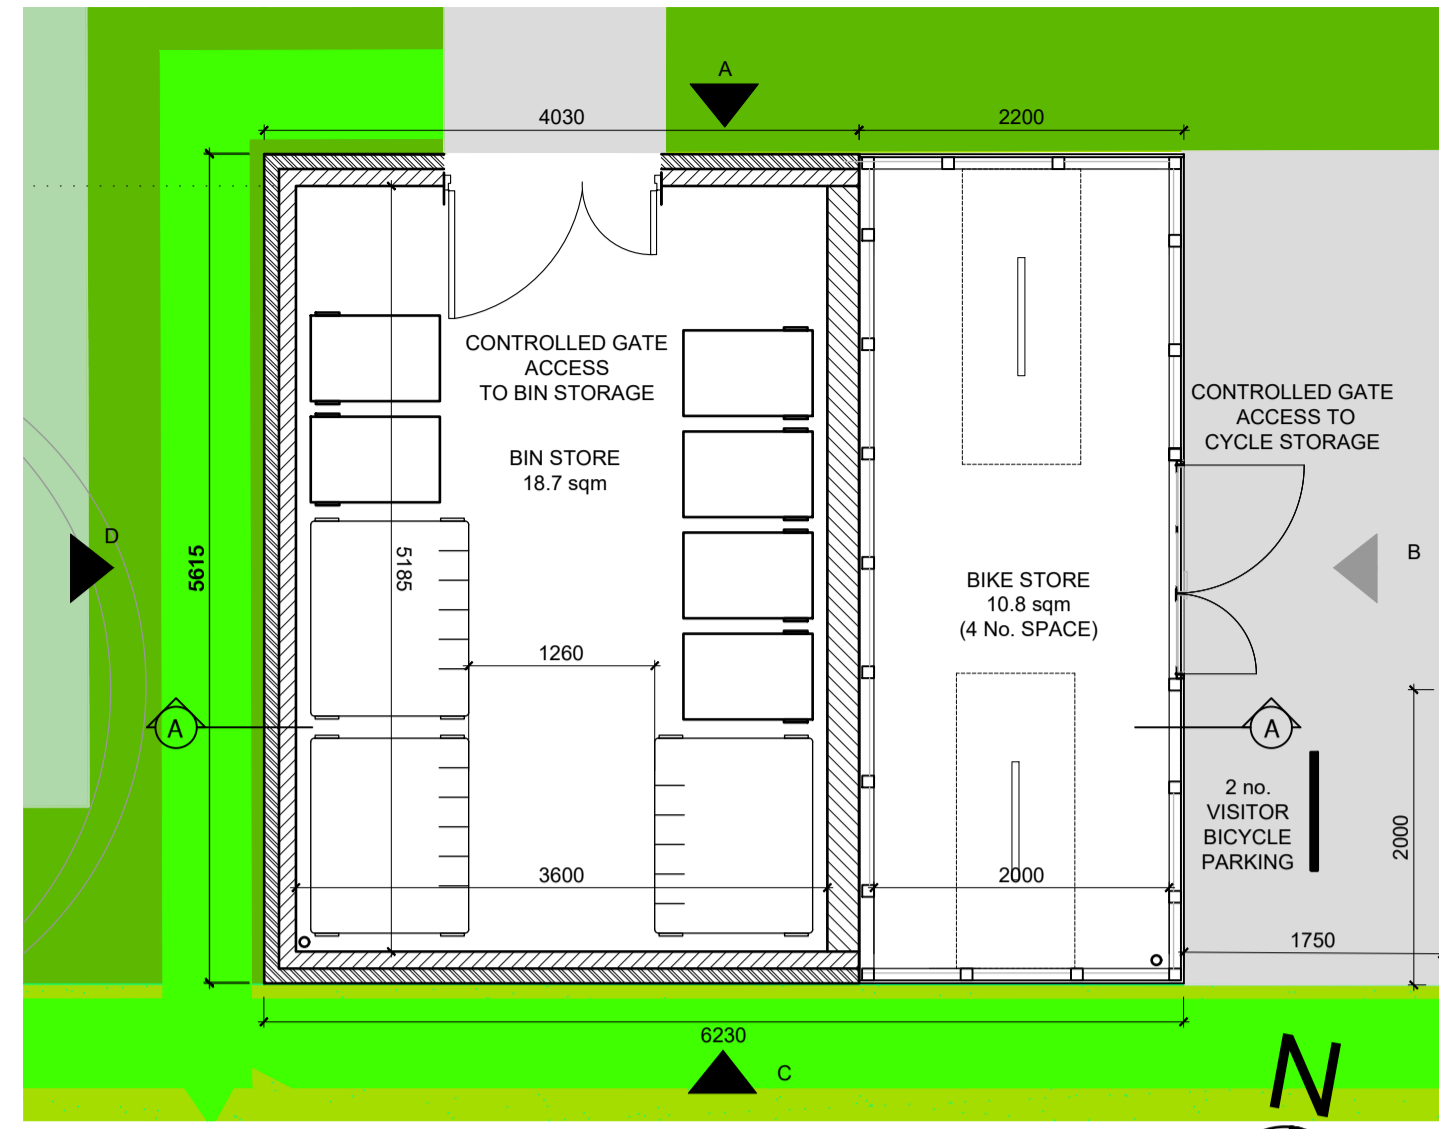 A
4030
2200
CONTROLLED GATE
ACCESS
TO BIN STORAGE
CONTROLLED GATE
ACCESS TO
CYCLE STORAGE
BIN STORE
18.7 sqm
D
5615
5185
B
BIKE STORE
10.8 sqm
(4 No. SPACE)
1260
A
A
2 no.
VISITOR
BICYCLE
PARKING
2000
3600
2000
1750
6230
C
N